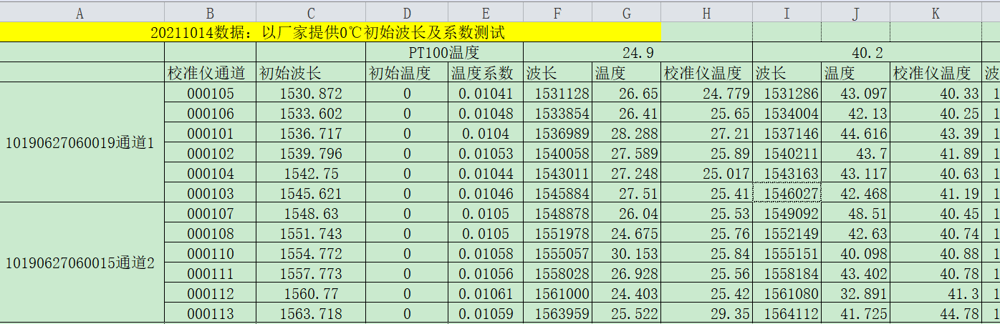 A B C D E F G H I J K
20211014数据：以厂家提供0℃初始波长及系数测试
PT100温度 24.9 40.2
校准仪通道 初始波长 初始温度 温度系数 波长 温度 校准仪温度 波长 温度 校准仪温度 波
10190627060019通道1
000105 1530.872 0 0.01041 1531128 26.65 24.779 1531286 43.097 40.33 1
000106 1533.602 0 0.01048 1533854 26.41 25.65 1534004 42.13 40.25 1
000101 1536.717 0 0.0104 1536989 28.288 27.21 1537146 44.616 43.39 1
000102 1539.796 0 0.01053 1540058 27.589 25.89 1540211 43.7 41.89 1
000104 1542.75 0 0.01044 1543011 27.248 25.017 1543163 43.117 40.63 1
000103 1545.621 0 0.01046 1545884 27.51 25.41 1546027 42.468 41.19 1
10190627060015通道2
000107 1548.63 0 0.0105 1548878 26.04 25.53 1549092 48.51 40.45 1
000108 1551.743 0 0.0105 1551978 24.675 25.76 1552149 42.63 40.74 1
000110 1554.772 0 0.01058 1555057 30.153 25.84 1555151 40.098 40.88 1
000111 1557.773 0 0.01056 1558028 26.928 25.56 1558184 43.402 40.78 1
000112 1560.77 0 0.01061 1561000 24.403 25.42 1561080 32.891 41.3 1
000113 1563.718 0 0.01059 1563959 25.522 29.35 1564112 41.725 44.78 1